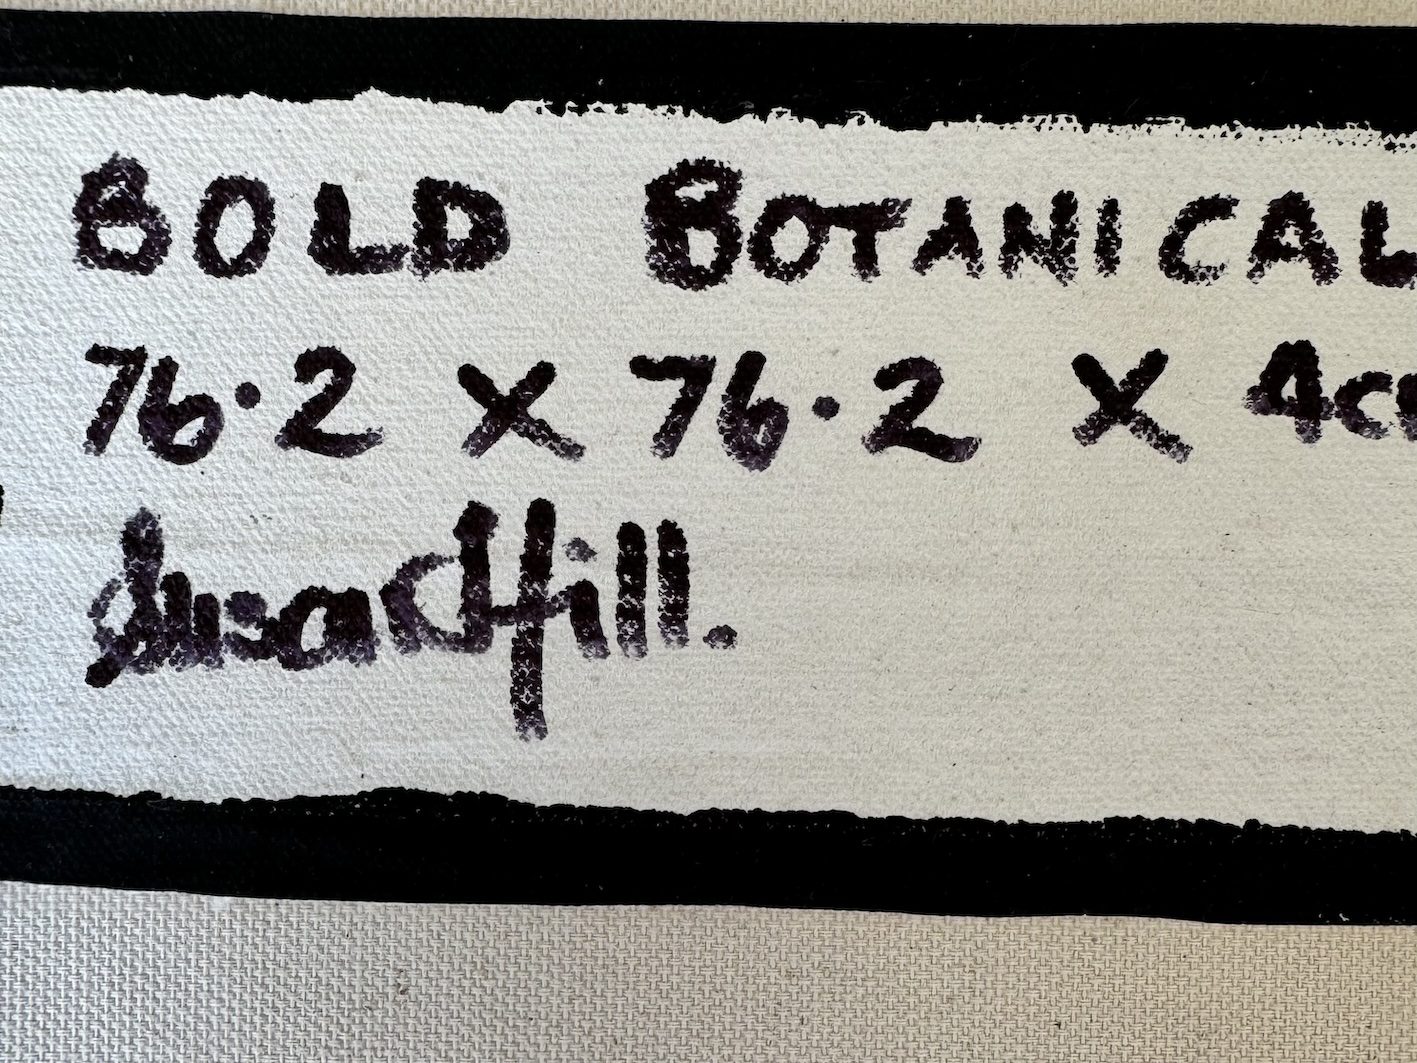 BOLD BOTANICAL
76.2 x 76.2 x 4c
Susan Hill.